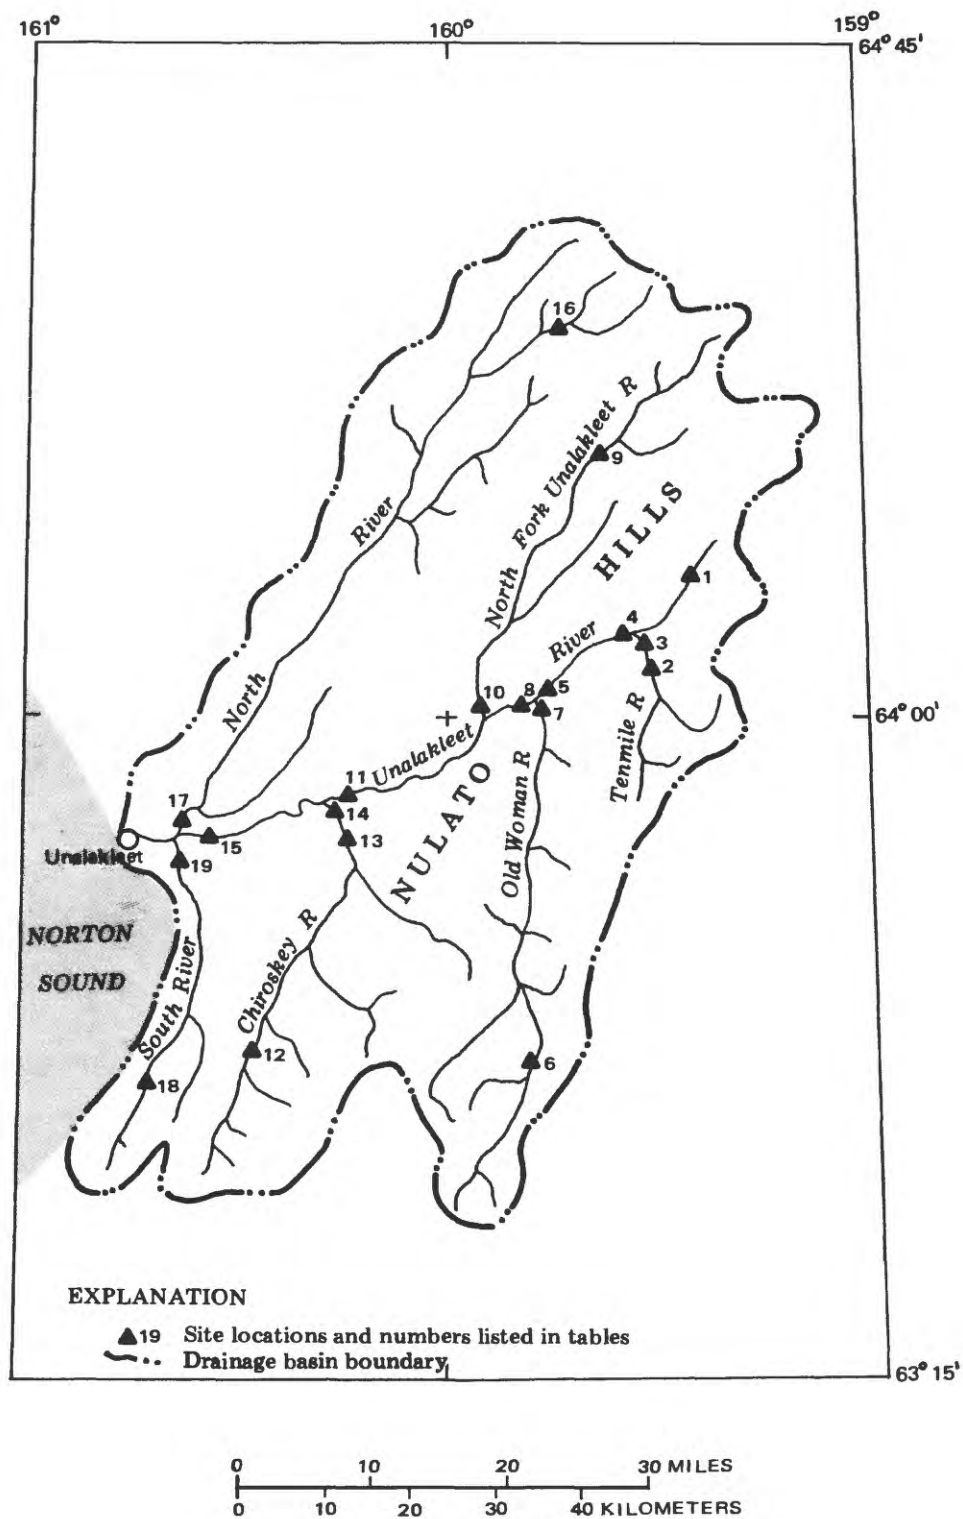 161°
160°
159°
64° 45'
16
North Fork Unalakleet R
9
River
HILLS
1
4
3
River
2
5
10
8
7
64° 00'
North
Unalakleet
Tenmile R
11
14
NULATO
17
15
13
Old Woman R
Unalakleet
19
NORTON
SOUND
Chiroskey R
South River
12
6
18
EXPLANATION
19 Site locations and numbers listed in tables
Drainage basin boundary
63° 15'
0 10 20 30 MILES
0 10 20 30 40 KILOMETERS